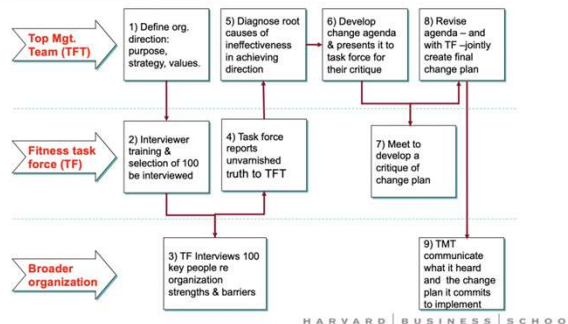 Top Mgt.
Team (TFT)
1) Define org.
direction:
purpose,
strategy, values.
5) Diagnose root
causes of
ineffectiveness
in achieving
direction
6) Develop
change agenda
& presents it to
task force for
their critique
8) Revise
agenda – and
with TF –jointly
create final
change plan
Fitness task
force (TF)
2) Interviewer
training &
selection of 100
be interviewed
4) Task force
reports
unvarnished
truth to TFT
7) Meet to
develop a
critique of
change plan
Broader
organization
3) TF Interviews 100
key people re
organization
strengths & barriers
9) TMT
communicate
what it heard
and the change
plan it commits
to implement
HARVARD BUSINESS SCHOO